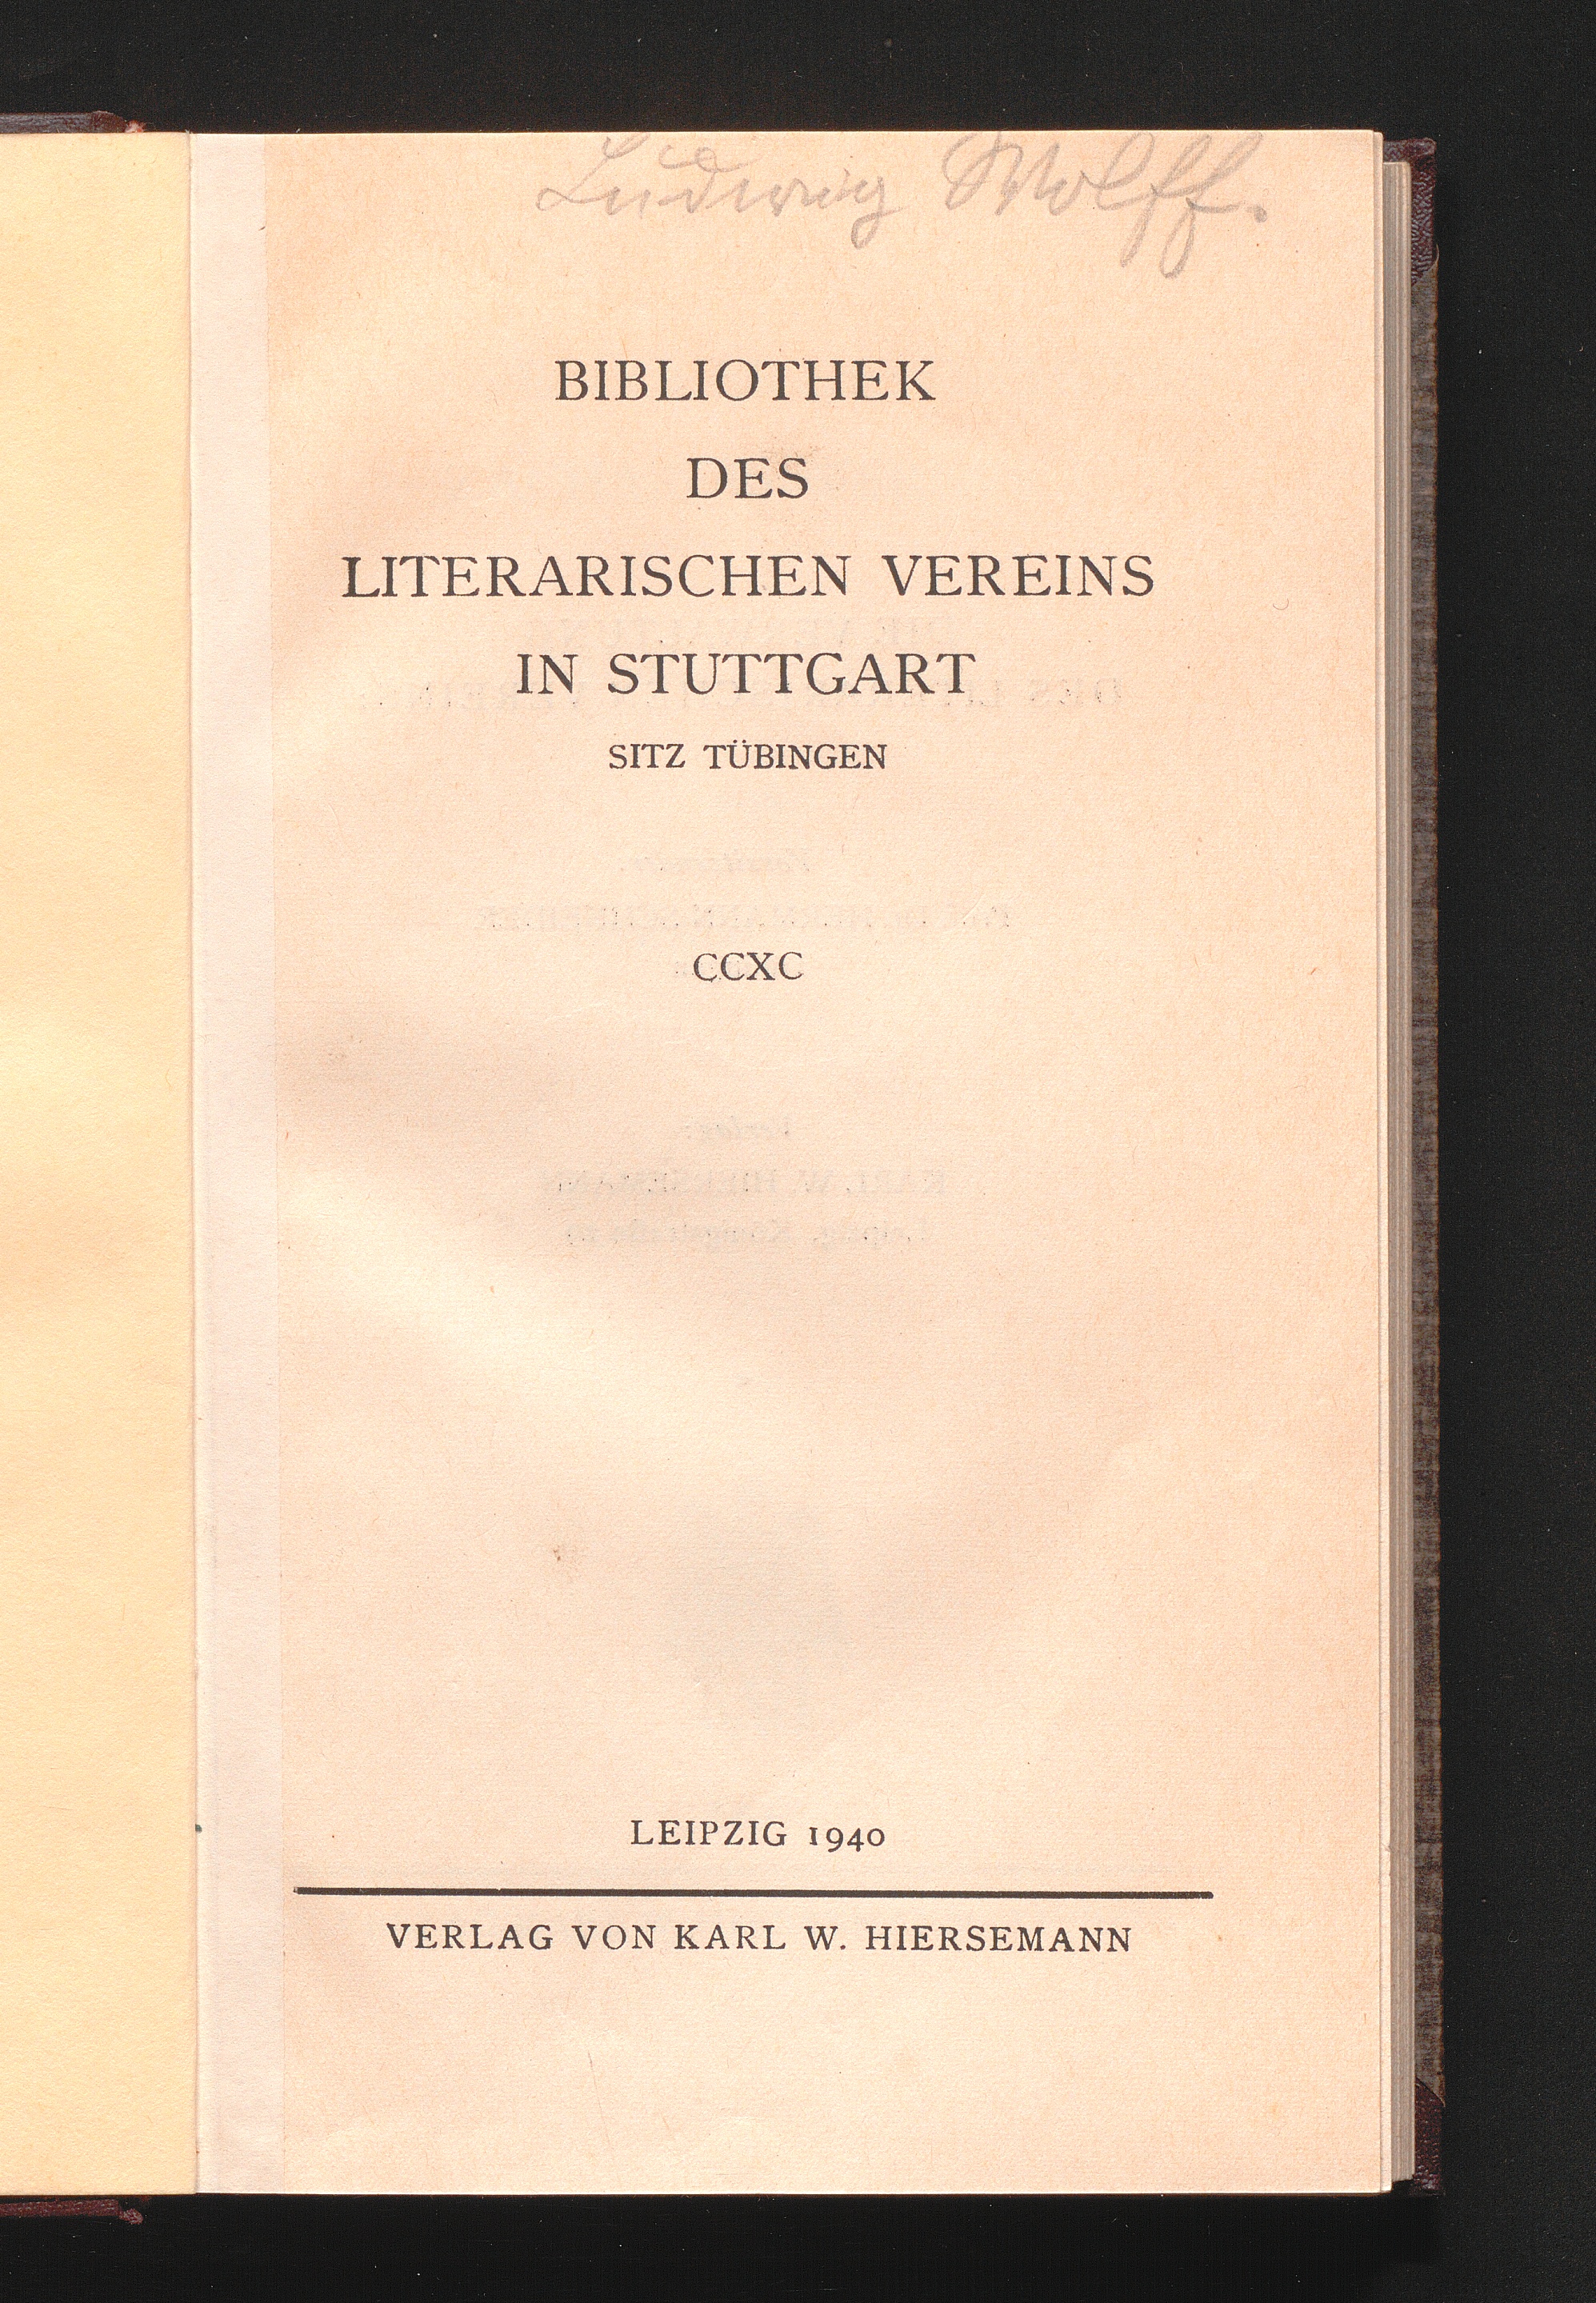 Ludwig Wolff.
BIBLIOTHEK
DES
LITERARISCHEN VEREINS
IN STUTTGART
SITZ TÜBINGEN
CCXC
LEIPZIG 1940
VERLAG VON KARL W. HIERSEMANN